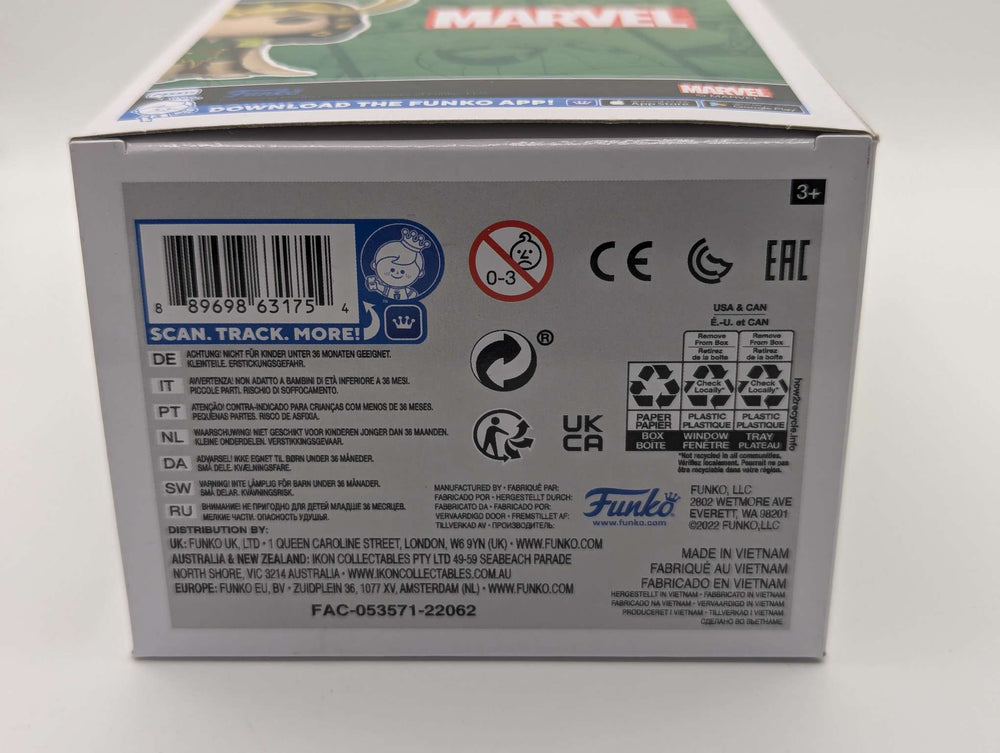 MARVEL
MARVEL
Funko
DOWNLOAD THE FUNKO APP!
3+
8 89698 63175 4
SCAN. TRACK. MORE!
0-3
CE
EAC
®
UK
CA
USA & CAN
É.-U. et CAN
Remove From Box Retirez de la boîte
Remove From Box Retirez de la boîte
Check Locally*
Check Locally*
PAPER PAPIER
PLASTIC PLASTIQUE
PLASTIC PLASTIQUE
BOX BOÎTE
WINDOW FENÊTRE
TRAY PLATEAU
how2recycle.info
*Not recycled in all communities.
Vérifiez localement. Pourrait ne pas
être recyclable dans votre région.
DE ACHTUNG! NICHT FÜR KINDER UNTER 36 MONATEN GEEIGNET.
KLEINTEILE. ERSTICKUNGSGEFAHR.
IT AVVERTENZA! NON ADATTO A BAMBINI DI ETÀ INFERIORE A 36 MESI.
PICCOLE PARTI. RISCHIO DI SOFFOCAMENTO.
PT ATENÇÃO! CONTRA-INDICADO PARA CRIANÇAS COM MENOS DE 36 MESES.
PEQUENAS PARTES. RISCO DE ASFIXIA.
NL WAARSCHUWING! NIET GESCHIKT VOOR KINDEREN JONGER DAN 36 MAANDEN.
KLEINE ONDERDELEN. VERSTIKKINGSGEVAAR.
DA ADVARSEL! IKKE EGNET TIL BØRN UNDER 36 MÅNEDER.
SMÅ DELE. KVÆLNINGSFARE.
SW VARNING! INTE LÄMPLIG FÖR BARN UNDER 36 MÅNADER.
SMÅ DELAR. KVÄVNINGSRISK.
RU ВНИМАНИЕ! НЕ ПРИГОДНО ДЛЯ ДЕТЕЙ МЛАДШЕ 36 МЕСЯЦЕВ.
МЕЛКИЕ ЧАСТИ. ОПАСНОСТЬ УДУШЬЯ.
MANUFACTURED BY • FABRIQUÉ PAR:
FABRICADO POR • HERGESTELLT DURCH:
FABBRICATO DA • FABRICADO POR:
VERVAARDIGD DOOR • FREMSTILLET AF:
TILLVERKAD AV • ПРОИЗВОДИТЕЛЬ:
Funko
www.funko.com
FUNKO, LLC
2802 WETMORE AVE
EVERETT, WA 98201
©2022 FUNKO,LLC
DISTRIBUTION BY:
UK: FUNKO UK, LTD • 1 QUEEN CAROLINE STREET, LONDON, W6 9YN (UK) • WWW.FUNKO.COM
AUSTRALIA & NEW ZEALAND: IKON COLLECTABLES PTY LTD 49-59 SEABEACH PARADE
NORTH SHORE, VIC 3214 AUSTRALIA • WWW.IKONCOLLECTABLES.COM.AU
EUROPE: FUNKO EU, BV • ZUIDPLEIN 36, 1077 XV, AMSTERDAM (NL) • WWW.FUNKO.COM
FAC-053571-22062
MADE IN VIETNAM
FABRIQUÉ AU VIETNAM
FABRICADO EN VIETNAM
HERGESTELLT IN VIETNAM • FABBRICATO IN VIETNAM
FABRICADO NA VIETNAM • VERVAARDIGD IN VIETNAM
PRODUCERET I VIETNAM • TILLVERKAD I VIETNAM
СДЕЛАНО ВО ВЬЕТНАМЕ